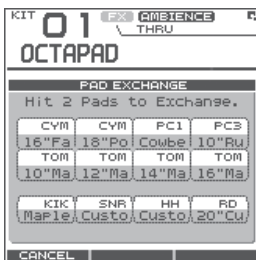 KIT 01 FX AMBIENCE
THRU
OCTAPAD
PAD EXCHANGE
Hit 2 Pads to Exchange.
CYM CYM PC1 PC3
16"Fa 18"Po Cowbe 10"Ru
TOM TOM TOM TOM
10"Ma 12"Ma 14"Ma 16"Ma
KIK SNR HH RD
Maple Custo Custo 20"Cu
CANCEL